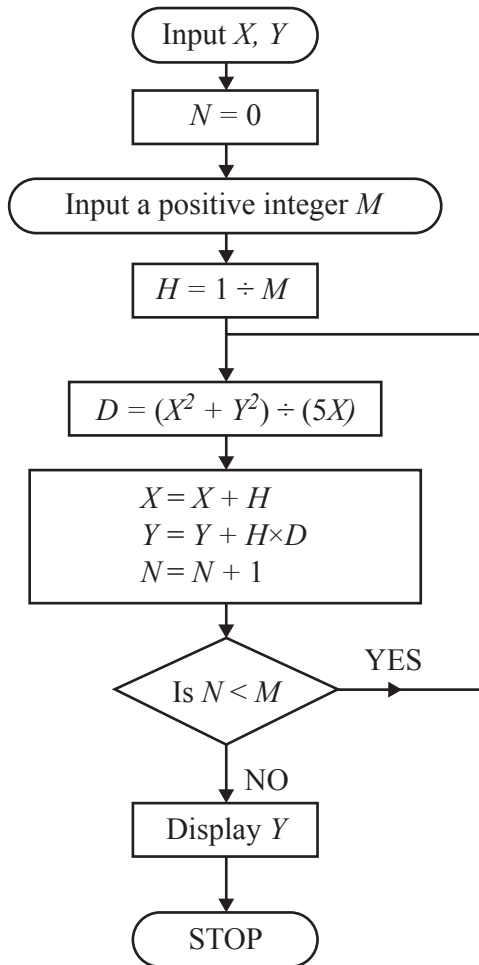 Input X, Y
N = 0
Input a positive integer M
H = 1 ÷ M
D = (X² + Y²) ÷ (5X)
X = X + H
Y = Y + H×D
N = N + 1
Is N < M
YES
NO
Display Y
STOP